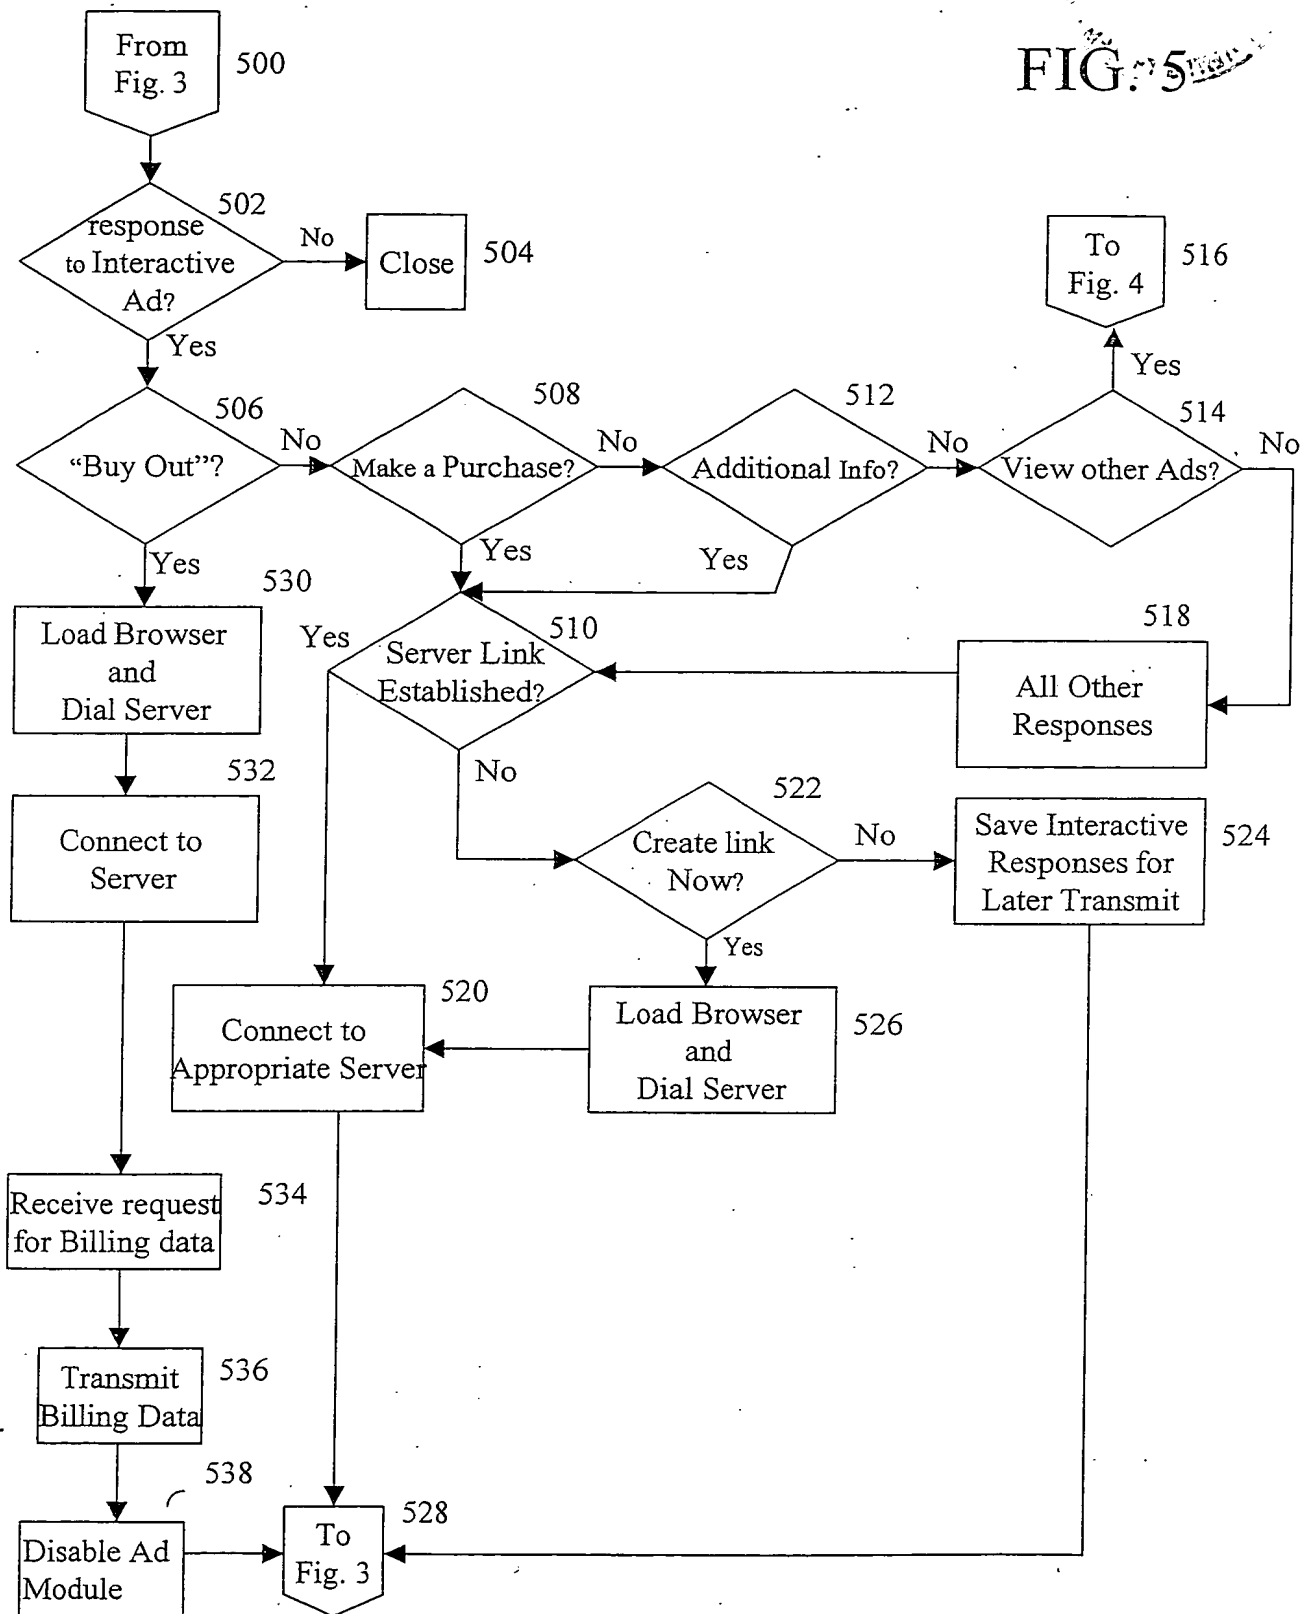 From
Fig. 3
500
FIG. 5
502
response
to Interactive
Ad?
No
Close
504
To
Fig. 4
516
Yes
Yes
506
"Buy Out"?
No
508
Make a Purchase?
No
512
Additional Info?
No
514
View other Ads?
No
Yes
530
Load Browser
and
Dial Server
Yes
Yes
Yes
510
Server Link
Established?
No
518
All Other
Responses
532
Connect to
Server
522
Create link
Now?
No
Save Interactive
Responses for
Later Transmit
524
Yes
520
Connect to
Appropriate Server
Load Browser
and
Dial Server
526
Receive request
for Billing data
534
Transmit
Billing Data
536
538
Disable Ad
Module
To
Fig. 3
528